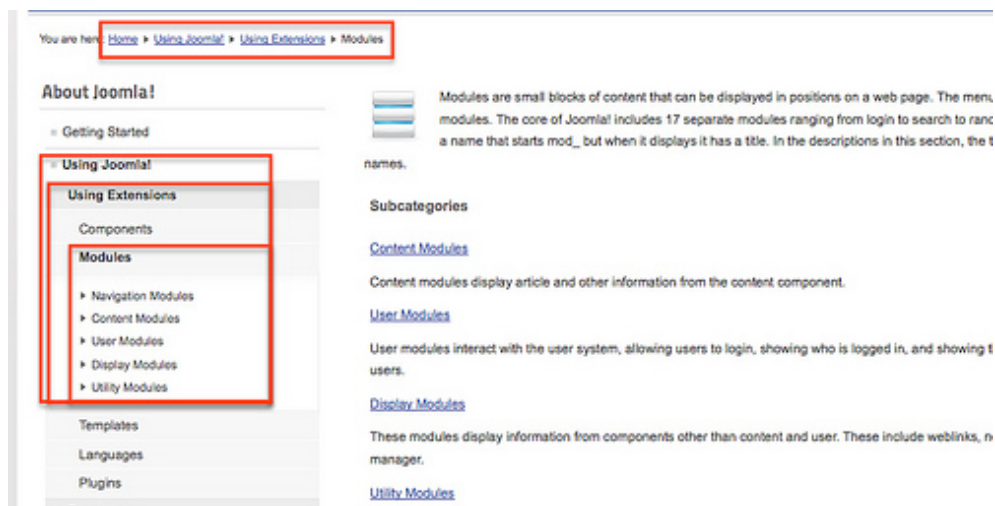 You are here: Home ▸ Using Joomla! ▸ Using Extensions ▸ Modules
About Joomla!
Getting Started
Using Joomla!
Using Extensions
Components
Modules
▸ Navigation Modules
▸ Content Modules
▸ User Modules
▸ Display Modules
▸ Utility Modules
Templates
Languages
Plugins
Modules are small blocks of content that can be displayed in positions on a web page. The menu
modules. The core of Joomla! includes 17 separate modules ranging from login to search to
a name that starts mod_ but when it displays it has a title. In the descriptions in this section, the
names.
Subcategories
Content Modules
Content modules display article and other information from the content component.
User Modules
User modules interact with the user system, allowing users to login, showing who is logged in, and showing
users.
Display Modules
These modules display information from components other than content and user. These include weblinks,
manager.
Utility Modules